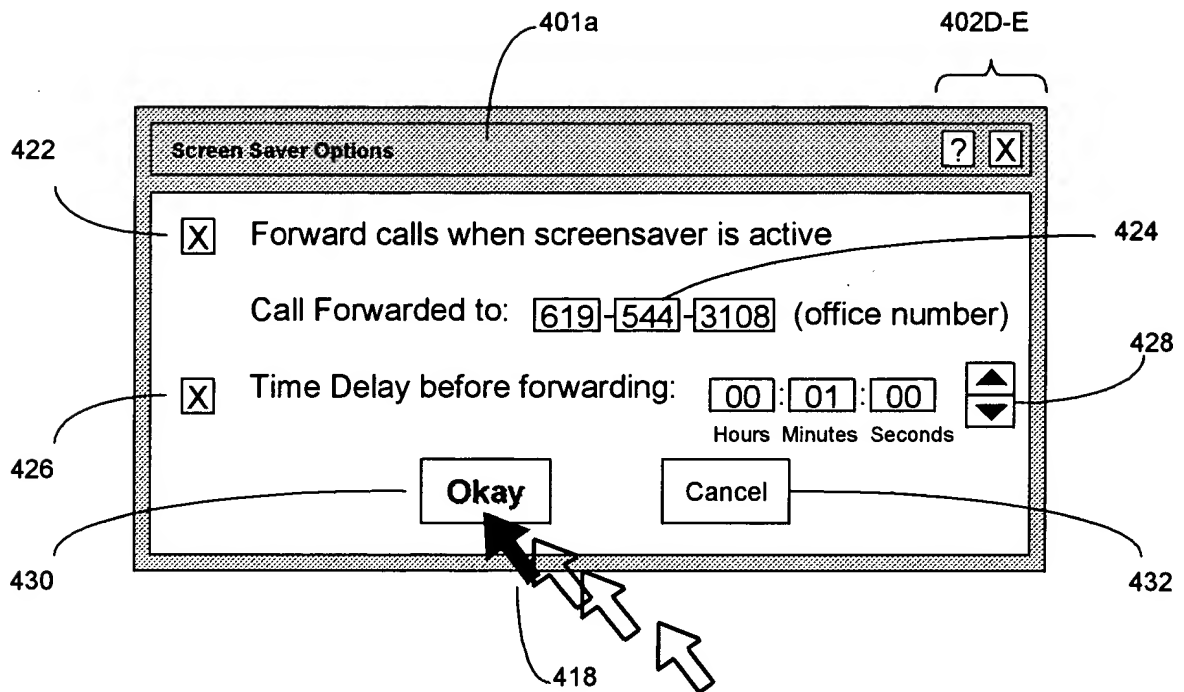 401a
402D-E
422
Screen Saver Options
? X
X Forward calls when screensaver is active
424
Call Forwarded to: 619-544-3108 (office number)
428
X Time Delay before forwarding: 00:01:00
Hours Minutes Seconds
426
Okay
Cancel
430
432
418